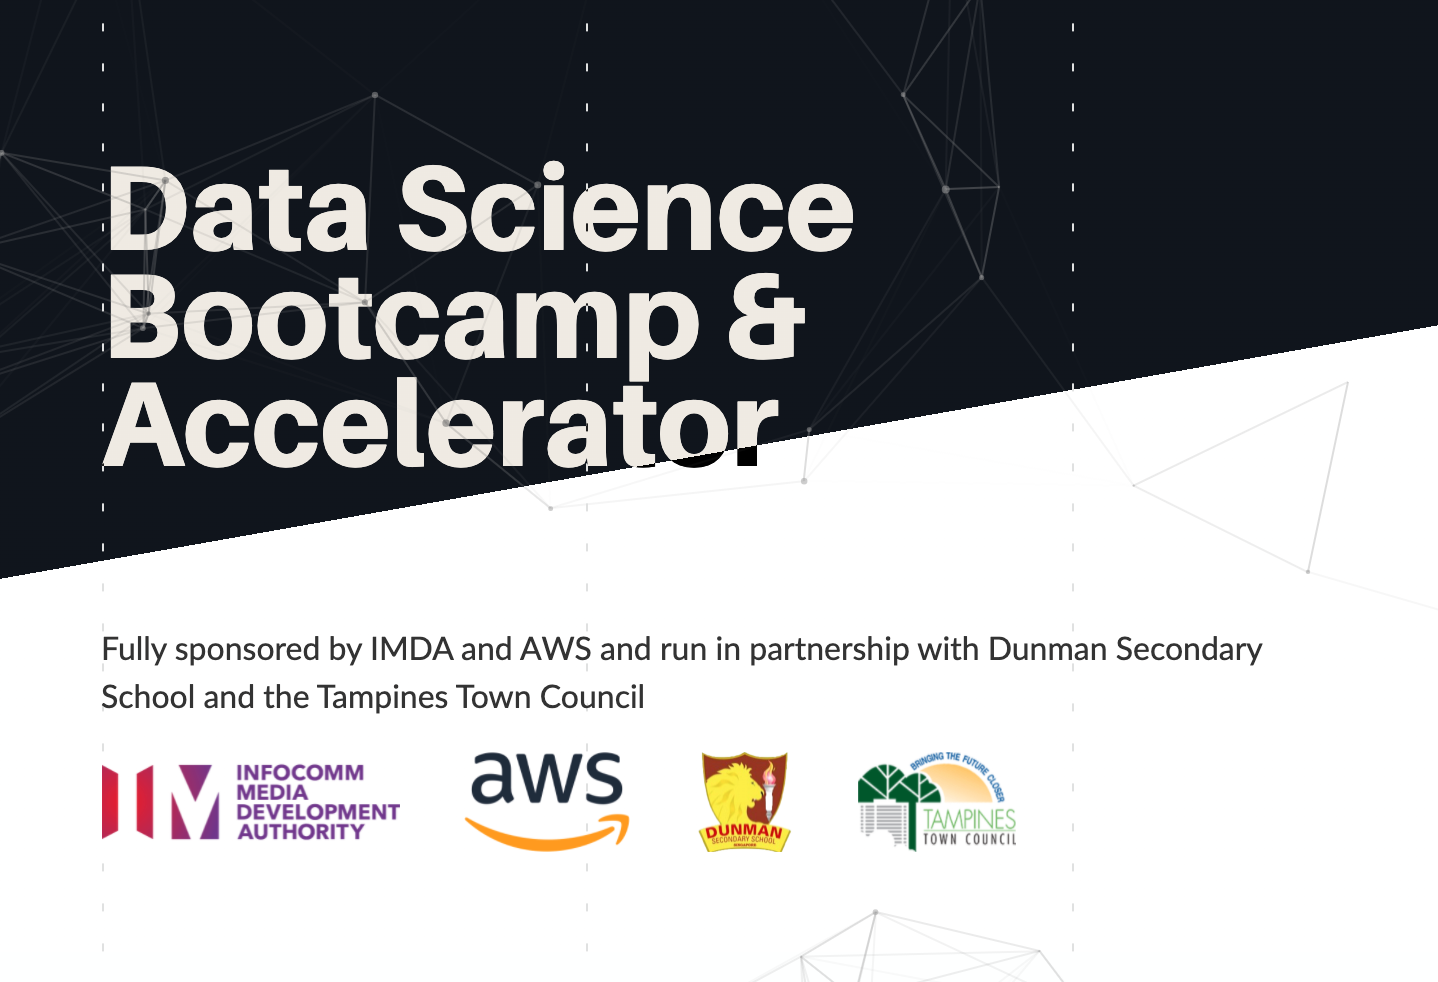 Data Science
Bootcamp &
Accelerator
Fully sponsored by IMDA and AWS and run in partnership with Dunman Secondary
School and the Tampines Town Council
INFOCOMM
MEDIA
DEVELOPMENT
AUTHORITY
aws
DUNMAN
SECONDARY SCHOOL
SINGAPORE
BRINGING THE FUTURE CLOSER
TAMPINES
TOWN COUNCIL